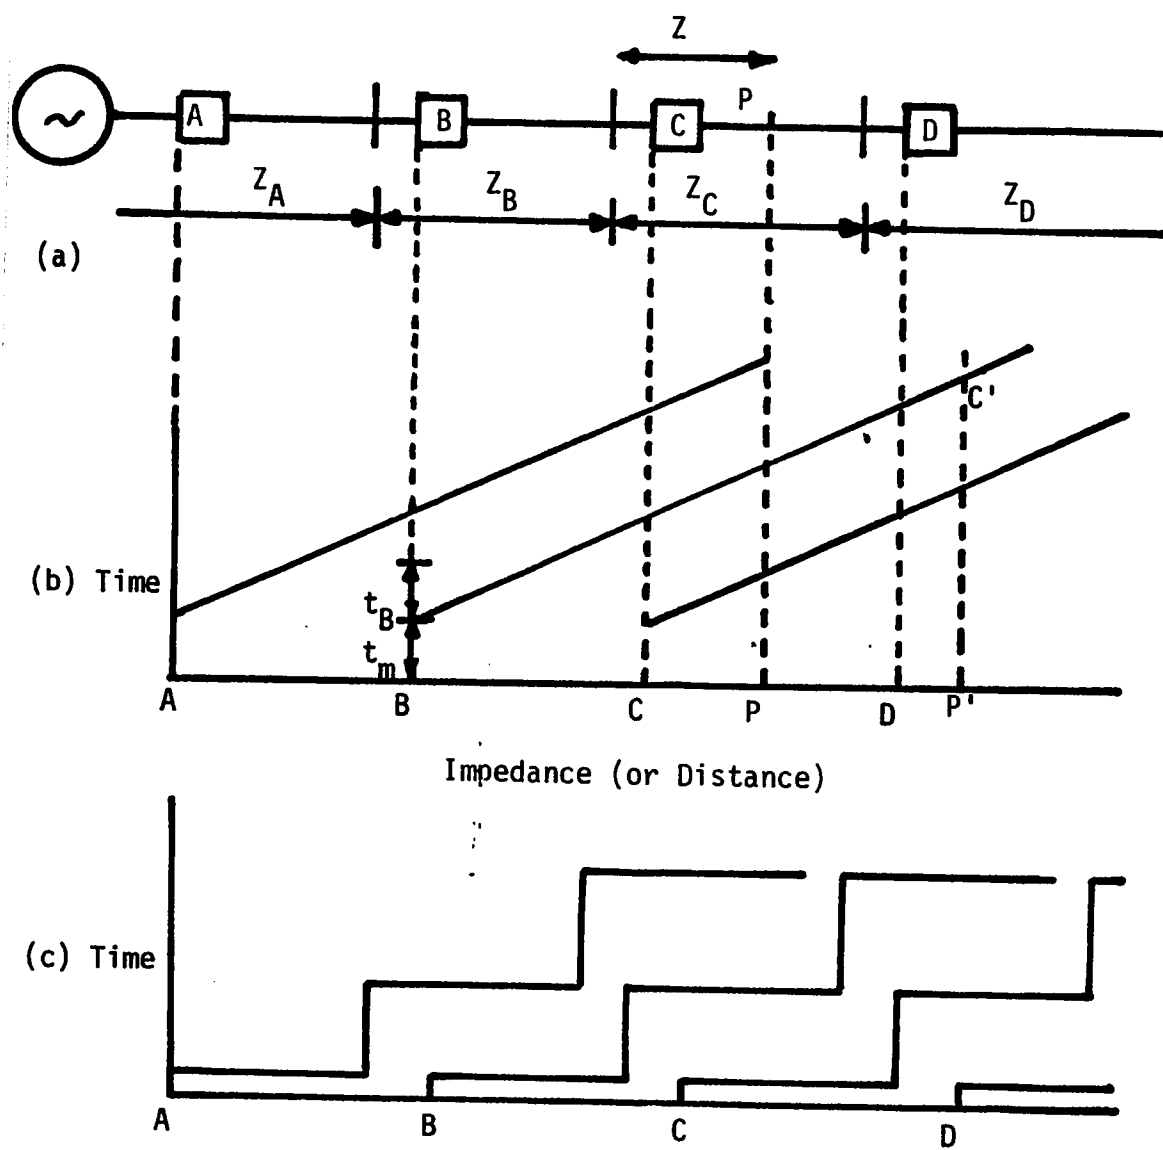 Z
A
B
C
P
D
Z_A
Z_B
Z_C
Z_D
(a)
C'
(b) Time
t_B
t_m
A
B
C
P
D
P'
Impedance (or Distance)
(c) Time
A
B
C
D